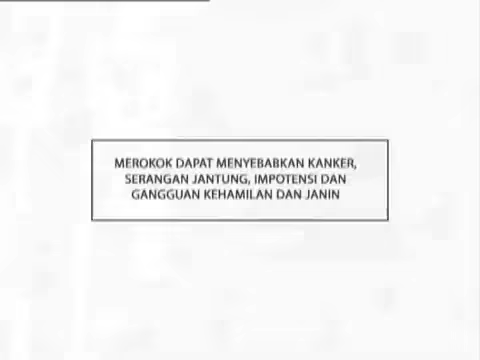 MEROKOK DAPAT MENYEBABKAN KANKER,
SERANGAN JANTUNG, IMPOTENSI DAN
GANGGUAN KEHAMILAN DAN JANIN